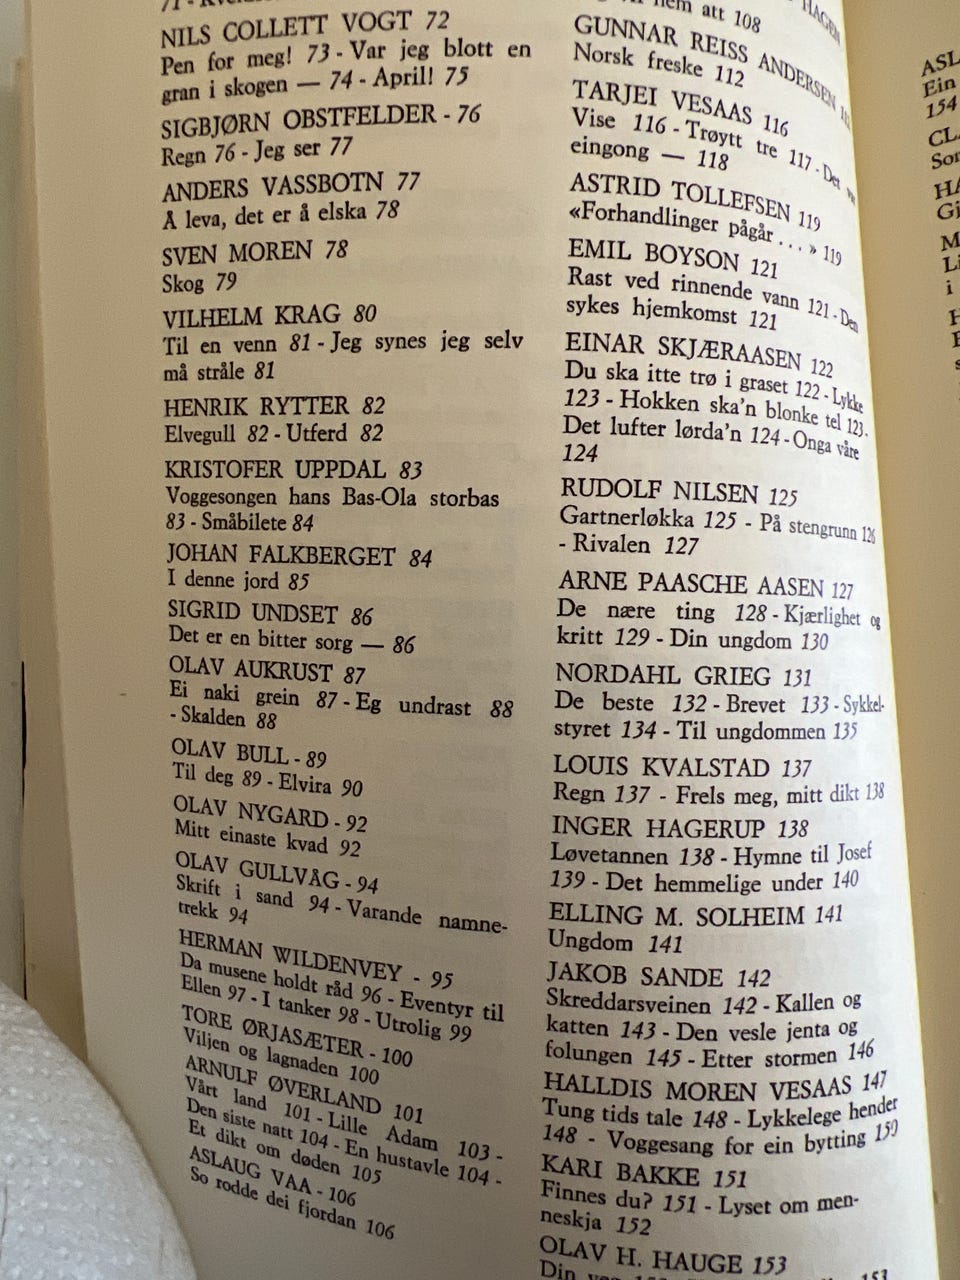 NILS COLLETT VOGT 72
Pen for meg! 73 - Var jeg blott en
gran i skogen — 74 - April! 75
SIGBJØRN OBSTFELDER - 76
Regn 76 - Jeg ser 77
ANDERS VASSBOTN 77
Å leva, det er å elska 78
SVEN MOREN 78
Skog 79
VILHELM KRAG 80
Til en venn 81 - Jeg synes jeg selv
må stråle 81
HENRIK RYTTER 82
Elvegull 82 - Utferd 82
KRISTOFER UPPDAL 83
Voggesongen hans Bas-Ola storbas
83 - Småbilete 84
JOHAN FALKBERGET 84
I denne jord 85
SIGRID UNDSET 86
Det er en bitter sorg — 86
OLAV AUKRUST 87
Ei naki grein 87 - Eg undrast 88
- Skalden 88
OLAV BULL - 89
Til deg 89 - Elvira 90
OLAV NYGARD - 92
Mitt einaste kvad 92
OLAV GULLVÅG - 94
Skrift i sand 94 - Varande namne-
trekk 94
HERMAN WILDENVEY - 95
Da musene holdt råd 96 - Eventyr til
Ellen 97 - I tanker 98 - Utrolig 99
TORE ØRJASÆTER - 100
Viljen og lagnaden 100
ARNULF ØVERLAND 101
Vårt land 101 - Lille Adam 103 -
Den siste natt 104 - En hustavle 104 -
Et dikt om døden 105
ASLAUG VAA - 106
So rodde dei fjordan 106
hem att 108
HAGEN
GUNNAR REISS ANDERSEN
Norsk freske 112
TARJEI VESAAS 116
Vise 116 - Trøytt tre 117 - Det var
eingong — 118
ASTRID TOLLEFSEN 119
«Forhandlinger pågår . . . » 119
EMIL BOYSON 121
Rast ved rinnende vann 121 - Den
sykes hjemkomst 121
EINAR SKJÆRAASEN 122
Du ska itte trø i graset 122 - Lykke
123 - Hokken ska'n blonke tel 123 -
Det lufter lørda'n 124 - Onga våre
124
RUDOLF NILSEN 125
Gartnerløkka 125 - På stengrunn 126
- Rivalen 127
ARNE PAASCHE AASEN 127
De nære ting 128 - Kjærlighet og
kritt 129 - Din ungdom 130
NORDAHL GRIEG 131
De beste 132 - Brevet 133 - Sykkel-
styret 134 - Til ungdommen 135
LOUIS KVALSTAD 137
Regn 137 - Frels meg, mitt dikt 138
INGER HAGERUP 138
Løvetannen 138 - Hymne til Josef
139 - Det hemmelige under 140
ELLING M. SOLHEIM 141
Ungdom 141
JAKOB SANDE 142
Skreddarsveinen 142 - Kallen og
katten 143 - Den vesle jenta og
folungen 145 - Etter stormen 146
HALLDIS MOREN VESAAS 147
Tung tids tale 148 - Lykkelege hender
148 - Voggesang for ein bytting 150
KARI BAKKE 151
Finnes du? 151 - Lyset om men-
neskja 152
OLAV H. HAUGE 153
Din
153
Ein
154